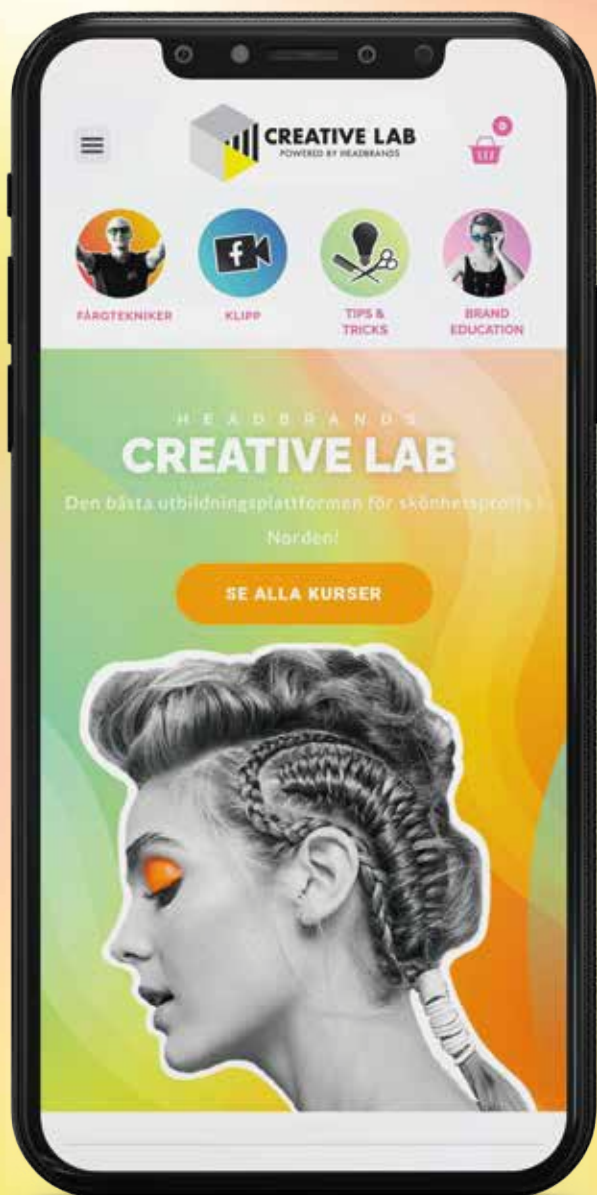 CREATIVE LAB
POWERED BY HEADBRANDS
0
FÄRGTEKNIKER
KLIPP
TIPS &
TRICKS
BRAND
EDUCATION
HEADBRANDS
CREATIVE LAB
Den bästa utbildningsplattformen för skönhetsproffs i
Norden!
SE ALLA KURSER